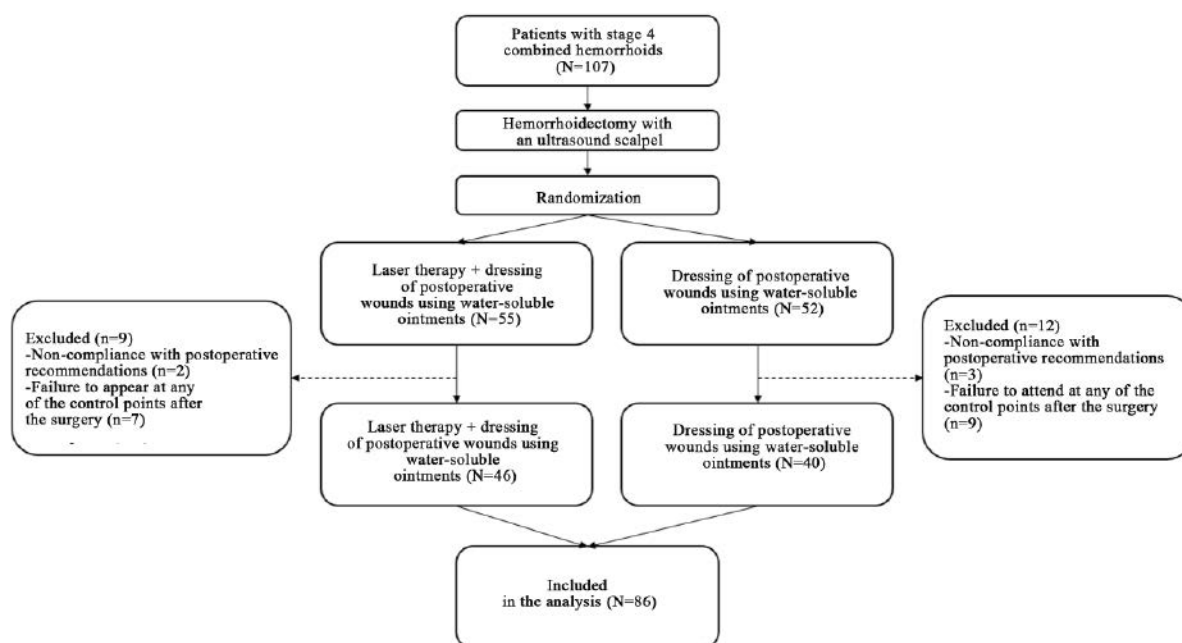 Patients with stage 4
combined hemorrhoids
(N=107)
Hemorrhoidectomy with
an ultrasound scalpel
Randomization
Laser therapy + dressing
of postoperative
wounds using water-soluble
ointments (N=55)
Dressing of postoperative
wounds using water-soluble
ointments (N=52)
Excluded (n=9)
-Non-compliance with postoperative
recommendations (n=2)
-Failure to appear at any
of the control points after
the surgery (n=7)
Excluded (n=12)
-Non-compliance with
postoperative recommendations
(n=3)
-Failure to attend at any of the
control points after the surgery
(n=9)
Laser therapy + dressing
of postoperative wounds using
water-soluble
ointments (N=46)
Dressing of postoperative
wounds using water-soluble
ointments (N=40)
Included
in the analysis (N=86)